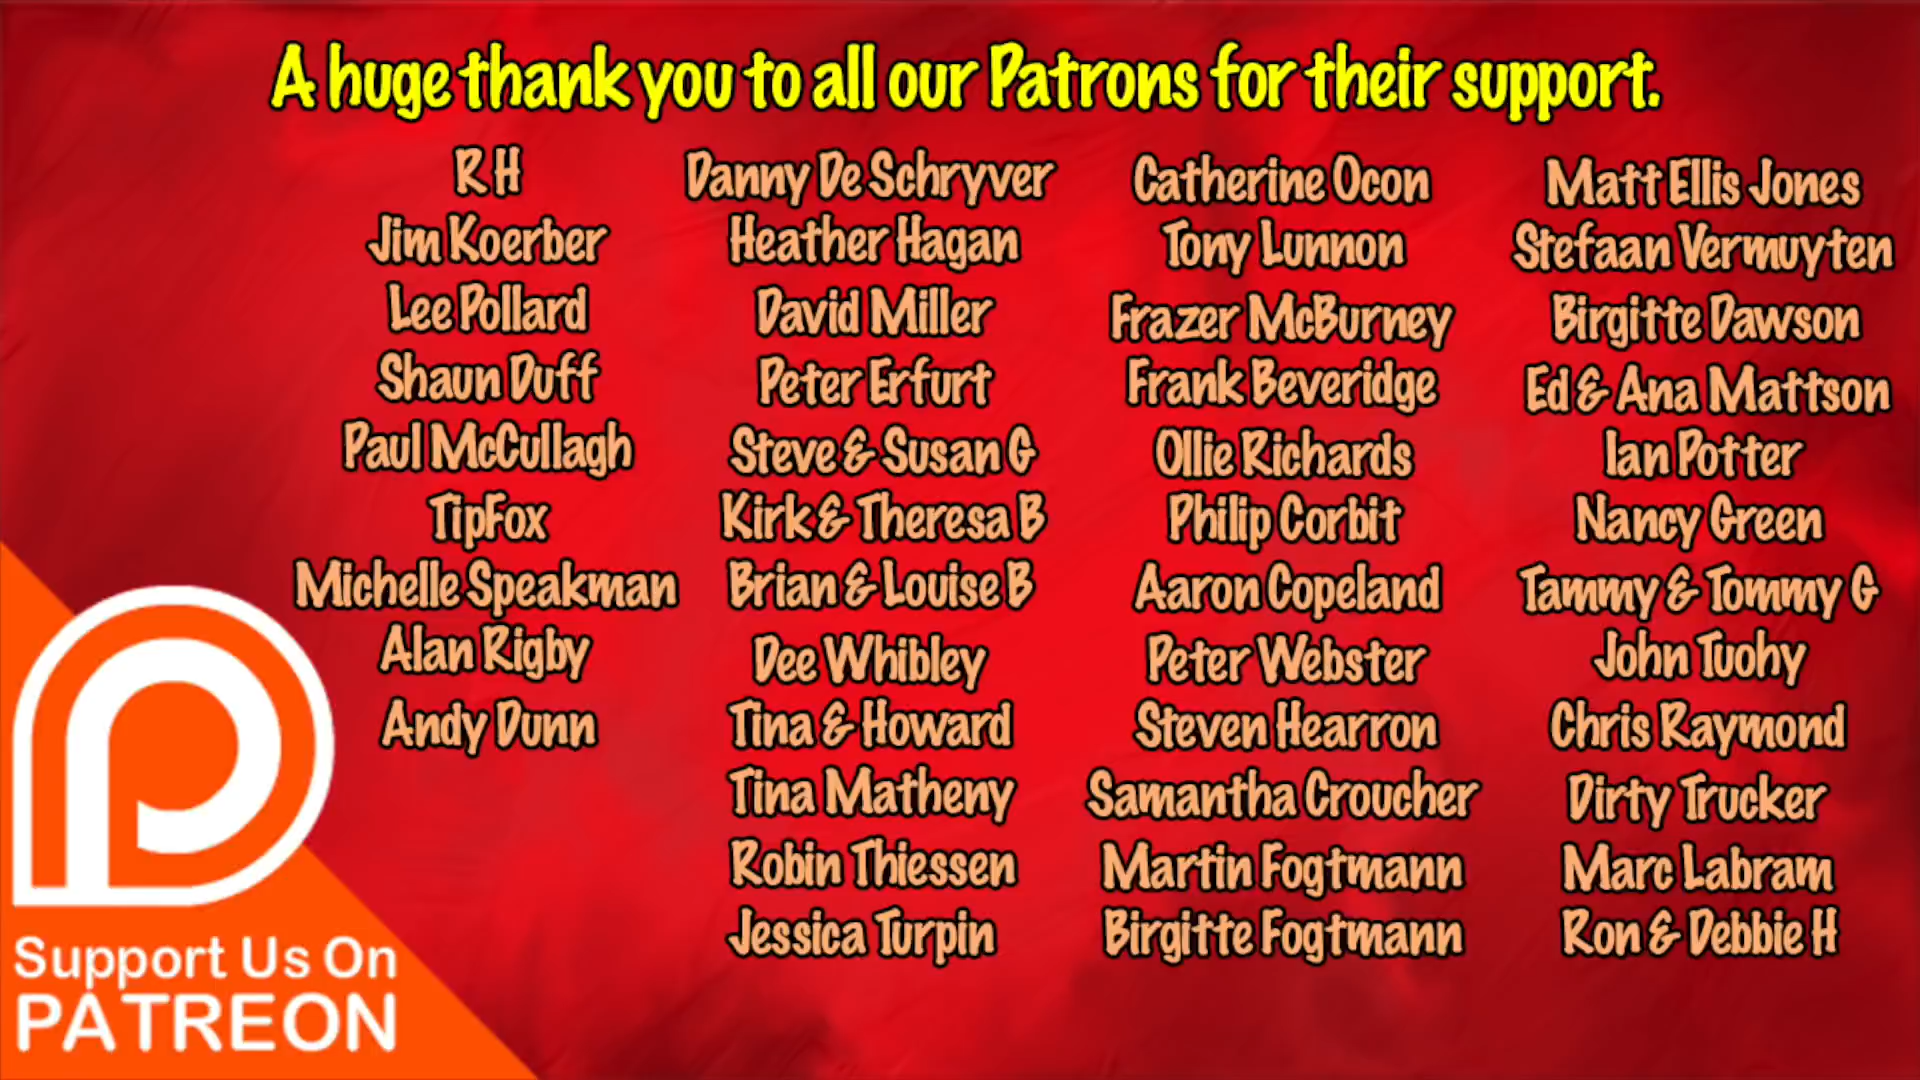 A huge thank you to all our Patrons for their support.
R H
Jim Koerber
Lee Pollard
Shaun Duff
Paul McCullagh
TipFox
Michelle Speakman
Alan Rigby
Andy Dunn
Danny De Schryver
Heather Hagan
David Miller
Peter Erfurt
Steve & Susan G
Kirk & Theresa B
Brian & Louise B
Dee Whibley
Tina & Howard
Tina Matheny
Robin Thiessen
Jessica Turpin
Catherine Ocon
Tony Lunnon
Frazer McBurney
Frank Beveridge
Ollie Richards
Philip Corbit
Aaron Copeland
Peter Webster
Steven Hearron
Samantha Croucher
Martin Fogtmann
Birgitte Fogtmann
Matt Ellis Jones
Stefaan Vermuyten
Birgitte Dawson
Ed & Ana Mattson
Ian Potter
Nancy Green
Tammy & Tommy G
John Tuohy
Chris Raymond
Dirty Trucker
Marc Labram
Ron & Debbie H
Support Us On
PATREON